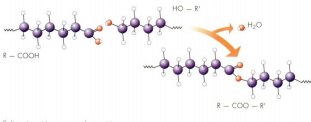 HO — R'
H₂O
R — COOH
R — COO — R'